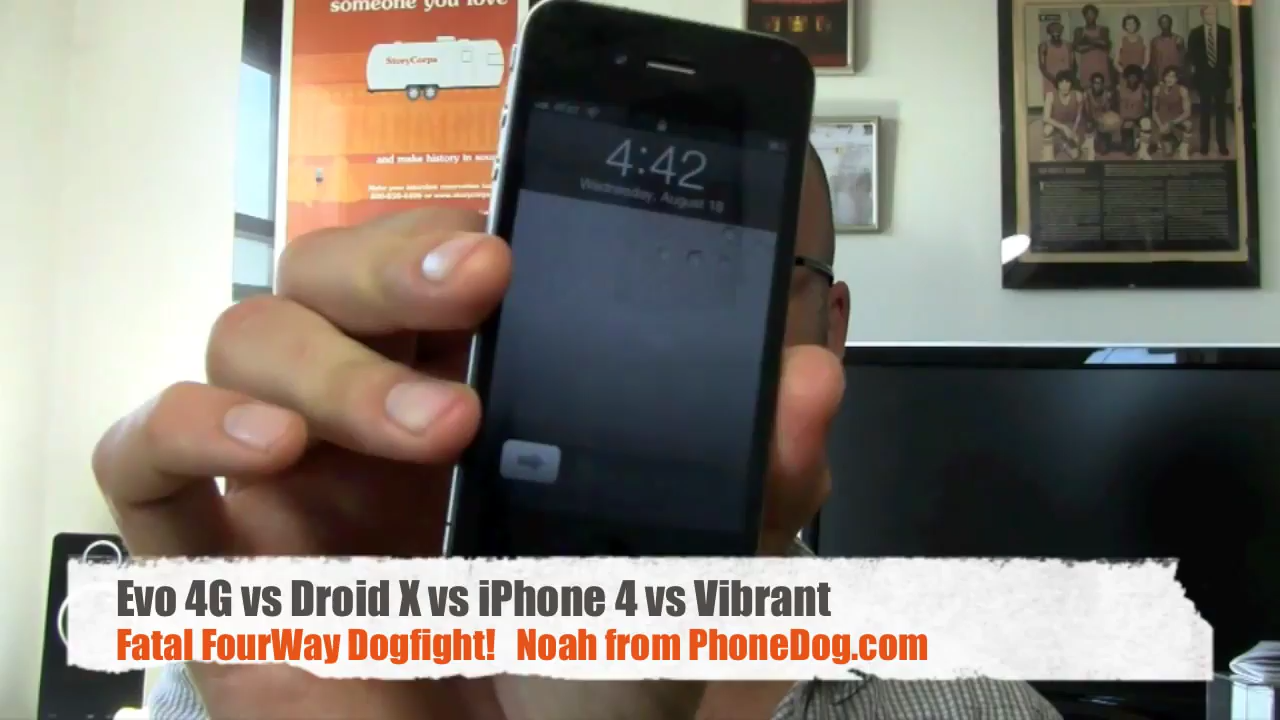 someone you love
StoryCorps
and make history in
AT&T
4:42
Wednesday, August 18
Evo 4G vs Droid X vs iPhone 4 vs Vibrant
Fatal FourWay Dogfight! Noah from PhoneDog.com